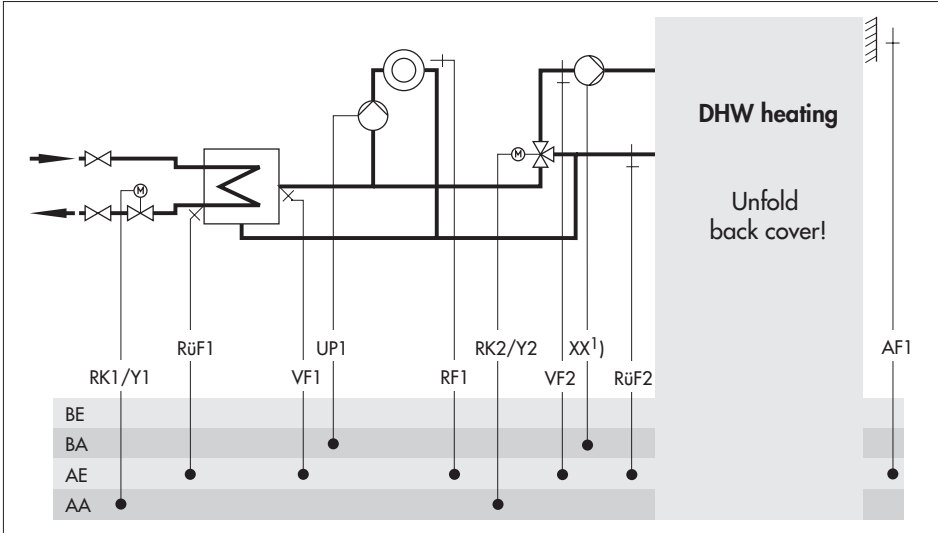 DHW heating
Unfold
back cover!
M
M
RüF1
UP1
RK2/Y2
XX1)
AF1
RK1/Y1
VF1
RF1
VF2
RüF2
BE
BA
AE
AA